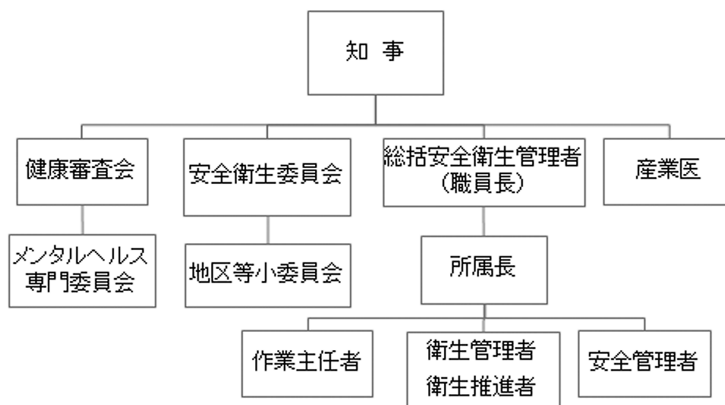 知 事
健康審査会
安全衛生委員会
総括安全衛生管理者
（職員長）
産業医
メンタルヘルス
専門委員会
地区等小委員会
所属長
作業主任者
衛生管理者
衛生推進者
安全管理者